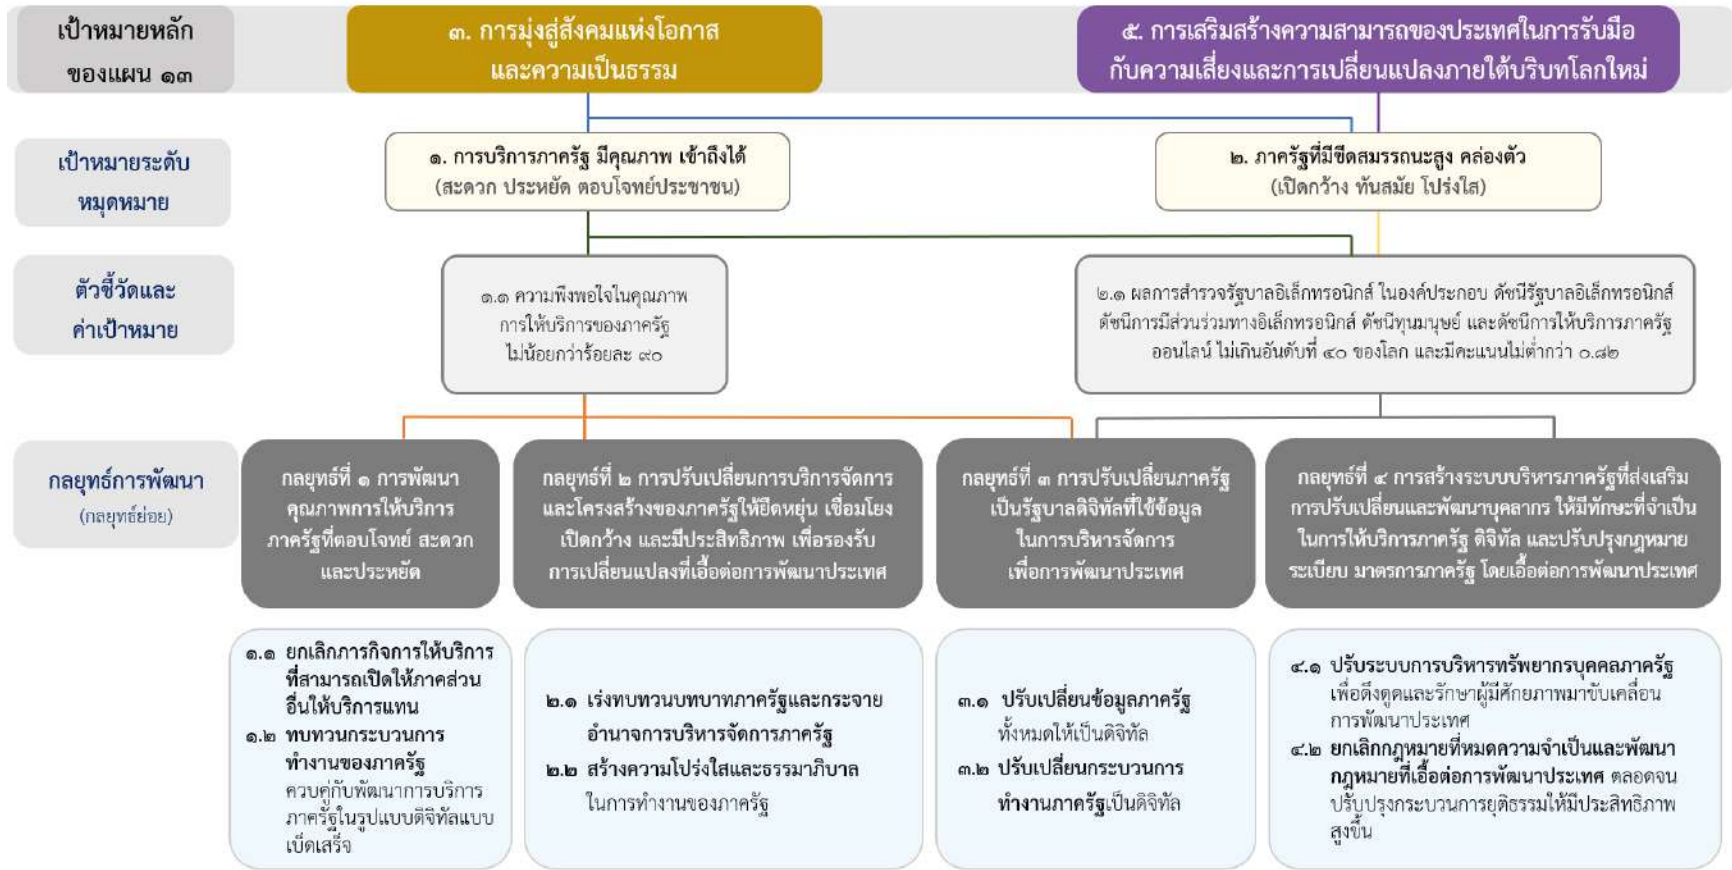 เป้าหมายหลัก
ของแผน ๑๓
๓. การมุ่งสู่สังคมแห่งโอกาส
และความเป็นธรรม
๕. การเสริมสร้างความสามารถของประเทศในการรับมือ
กับความเสี่ยงและการเปลี่ยนแปลงภายใต้บริบทโลกใหม่
เป้าหมายระดับ
หมุดหมาย
๑. การบริการภาครัฐ มีคุณภาพ เข้าถึงได้
(สะดวก ประหยัด ตอบโจทย์ประชาชน)
๒. ภาครัฐที่มีขีดสมรรถนะสูง คล่องตัว
(เปิดกว้าง ทันสมัย โปร่งใส)
ตัวชี้วัดและ
ค่าเป้าหมาย
๑.๑ ความพึงพอใจในคุณภาพ
การให้บริการของภาครัฐ
ไม่น้อยกว่าร้อยละ ๙๐
๒.๑ ผลการสำรวจรัฐบาลอิเล็กทรอนิกส์ ในองค์ประกอบ ดัชนีรัฐบาลอิเล็กทรอนิกส์
ดัชนีการมีส่วนร่วมทางอิเล็กทรอนิกส์ ดัชนีทุนมนุษย์ และดัชนีการให้บริการภาครัฐ
ออนไลน์ ไม่เกินอันดับที่ ๔๐ ของโลก และมีคะแนนไม่ต่ำกว่า ๐.๘๒
กลยุทธ์การพัฒนา
(กลยุทธ์ย่อย)
กลยุทธ์ที่ ๑ การพัฒนา
คุณภาพการให้บริการ
ภาครัฐที่ตอบโจทย์ สะดวก
และประหยัด
กลยุทธ์ที่ ๒ การปรับเปลี่ยนการบริการจัดการ
และโครงสร้างของภาครัฐให้ยืดหยุ่น เชื่อมโยง
เปิดกว้าง และมีประสิทธิภาพ เพื่อรองรับ
การเปลี่ยนแปลงที่เอื้อต่อการพัฒนาประเทศ
กลยุทธ์ที่ ๓ การปรับเปลี่ยนภาครัฐ
เป็นรัฐบาลดิจิทัลที่ใช้ข้อมูล
ในการบริหารจัดการ
เพื่อการพัฒนาประเทศ
กลยุทธ์ที่ ๔ การสร้างระบบบริหารภาครัฐที่ส่งเสริม
การปรับเปลี่ยนและพัฒนาบุคลากร ให้มีทักษะที่จำเป็น
ในการให้บริการภาครัฐ ดิจิทัล และปรับปรุงกฎหมาย
ระเบียบ มาตรการภาครัฐ โดยเอื้อต่อการพัฒนาประเทศ
๑.๑ ยกเลิกภารกิจการให้บริการ
ที่สามารถเปิดให้ภาคส่วน
อื่นให้บริการแทน
๑.๒ ทบทวนกระบวนการ
ทำงานของภาครัฐ
ควบคู่กับพัฒนาการบริการ
ภาครัฐในรูปแบบดิจิทัลแบบ
เบ็ดเสร็จ
๒.๑ เร่งทบทวนบทบาทภาครัฐและกระจาย
อำนาจการบริหารจัดการภาครัฐ
๒.๒ สร้างความโปร่งใสและธรรมาภิบาล
ในการทำงานของภาครัฐ
๓.๑ ปรับเปลี่ยนข้อมูลภาครัฐ
ทั้งหมดให้เป็นดิจิทัล
๓.๒ ปรับเปลี่ยนกระบวนการ
ทำงานภาครัฐเป็นดิจิทัล
๔.๑ ปรับระบบการบริหารทรัพยากรบุคคลภาครัฐ
เพื่อดึงดูดและรักษาผู้มีศักยภาพมาขับเคลื่อน
การพัฒนาประเทศ
๔.๒ ยกเลิกกฎหมายที่หมดความจำเป็นและพัฒนา
กฎหมายที่เอื้อต่อการพัฒนาประเทศ ตลอดจน
ปรับปรุงกระบวนการยุติธรรมให้มีประสิทธิภาพ
สูงขึ้น